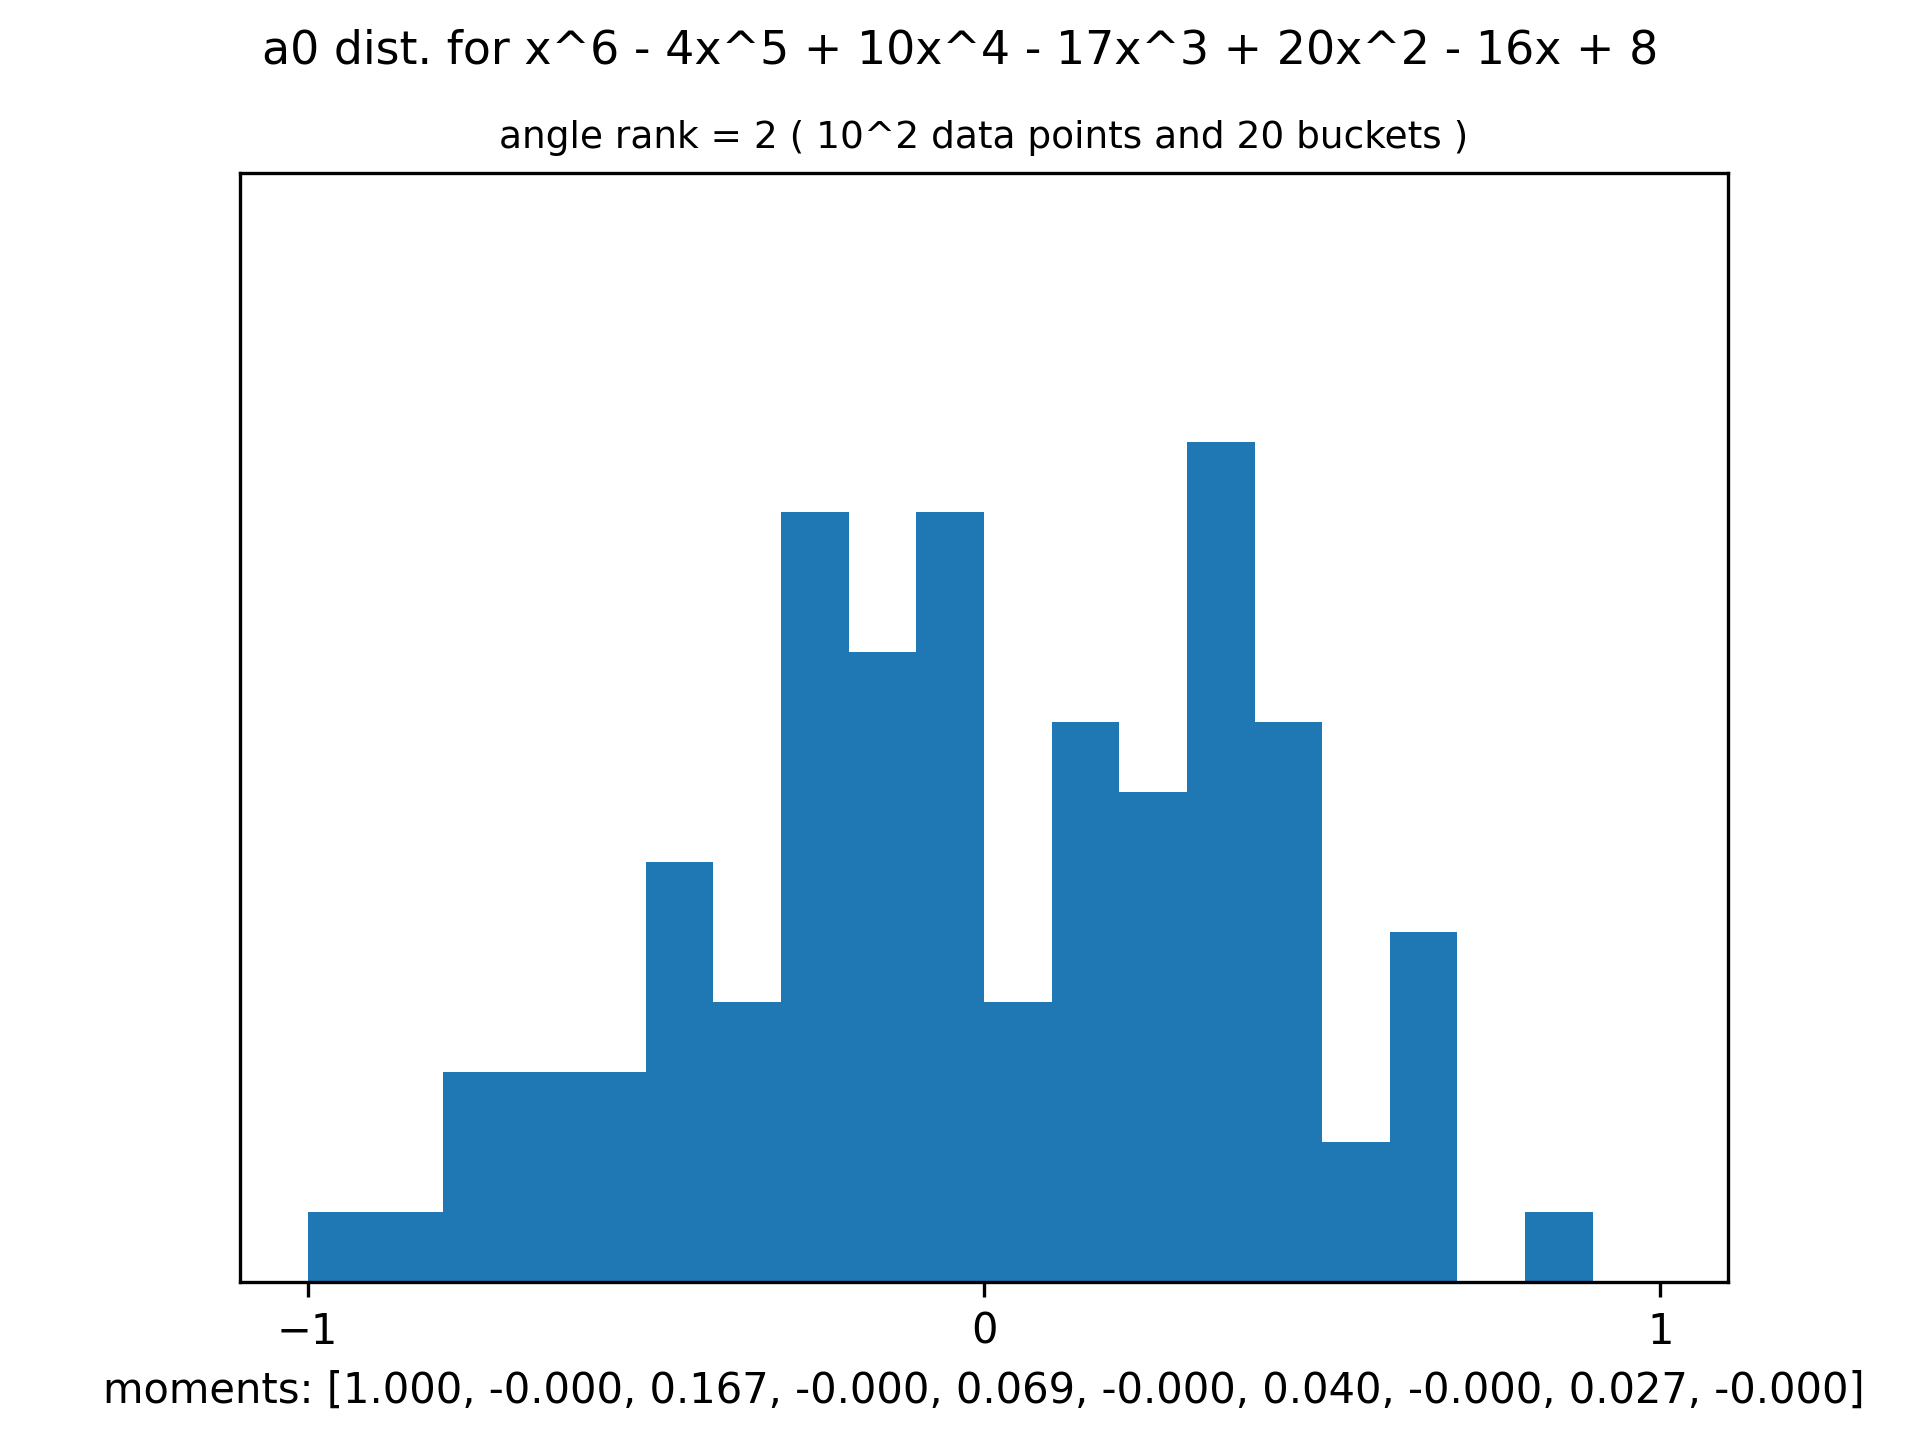 a0 dist. for x^6 - 4x^5 + 10x^4 - 17x^3 + 20x^2 - 16x + 8
angle rank = 2 ( 10^2 data points and 20 buckets )
−1 0 1
moments: [1.000, -0.000, 0.167, -0.000, 0.069, -0.000, 0.040, -0.000, 0.027, -0.000]